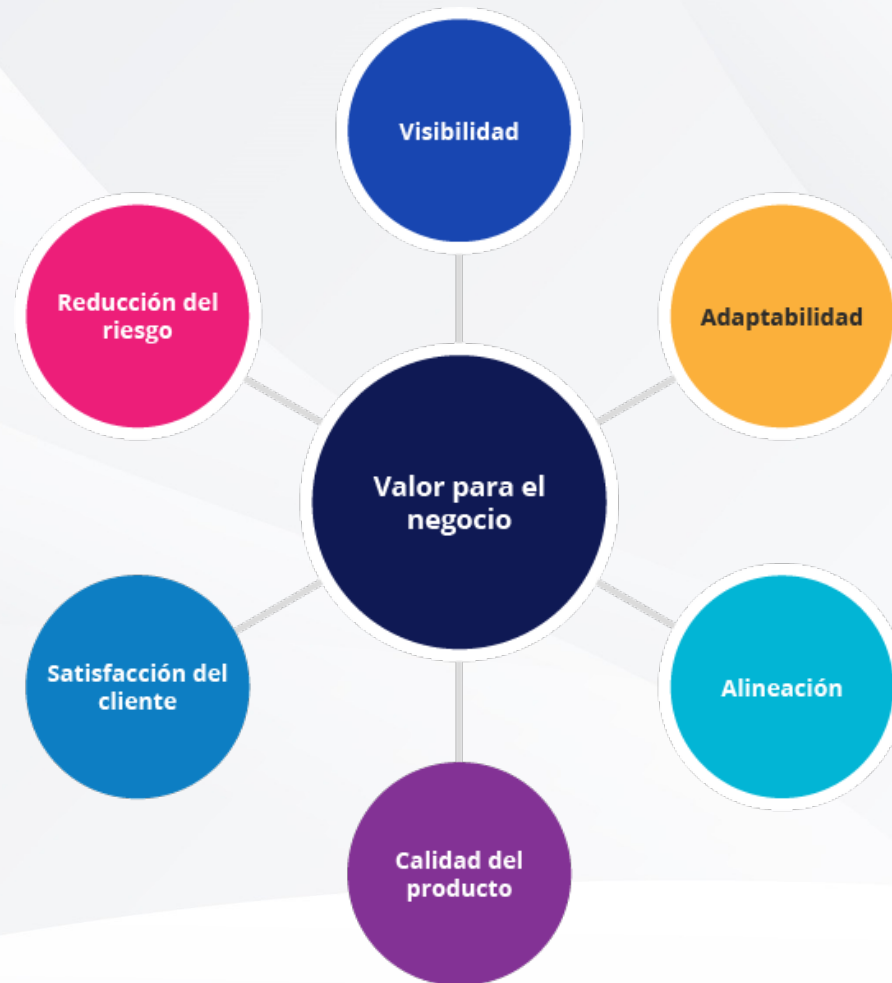 Visibilidad
Reducción del
riesgo
Adaptabilidad
Valor para el
negocio
Satisfacción del
cliente
Alineación
Calidad del
producto